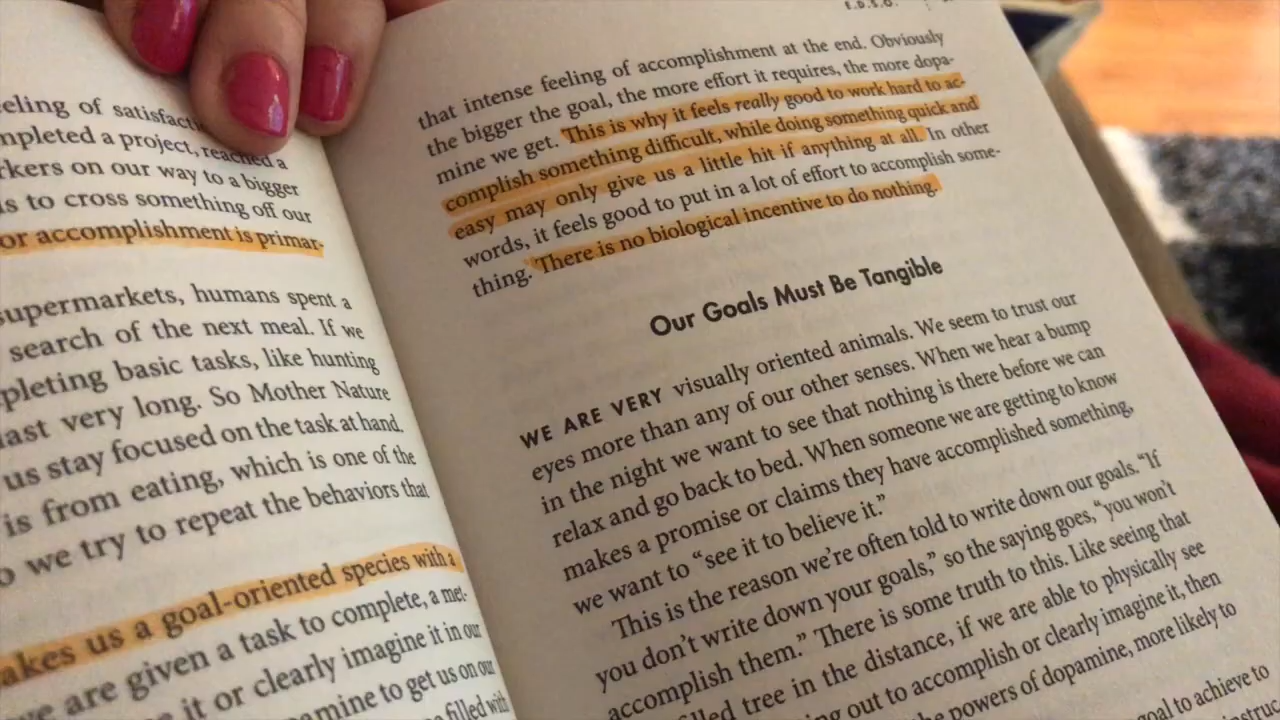 eeling of satisfact
mpleted a project, reached a
rkers on our way to a bigger
s to cross something off our
or accomplishment is primar-
supermarkets, humans spent a
search of the next meal. If we
pleting basic tasks, like hunting
last very long. So Mother Nature
us stay focused on the task at hand.
is from eating, which is one of the
o we try to repeat the behaviors that
akes us a goal-oriented species with a
we are given a task to complete, a met-
e it or clearly imagine it in our
pamine to get us on our
filled with
E.D.S.O.
that intense feeling of accomplishment at the end. Obviously
the bigger the goal, the more effort it requires, the more dopa-
mine we get. This is why it feels really good to work hard to ac-
complish something difficult, while doing something quick and
easy may only give us a little hit if anything at all. In other
words, it feels good to put in a lot of effort to accomplish some-
thing. There is no biological incentive to do nothing.
Our Goals Must Be Tangible
WE ARE VERY visually oriented animals. We seem to trust our
eyes more than any of our other senses. When we hear a bump
in the night we want to see that nothing is there before we can
relax and go back to bed. When someone we are getting to know
makes a promise or claims they have accomplished something,
we want to “see it to believe it.”
This is the reason we’re often told to write down our goals. “If
you don’t write down your goals,” so the saying goes, “you won’t
accomplish them.” There is some truth to this. Like seeing that
lled tree in the distance, if we are able to physically see
ng out to accomplish or clearly imagine it, then
he powers of dopamine, more likely to
goal to achieve to
struc